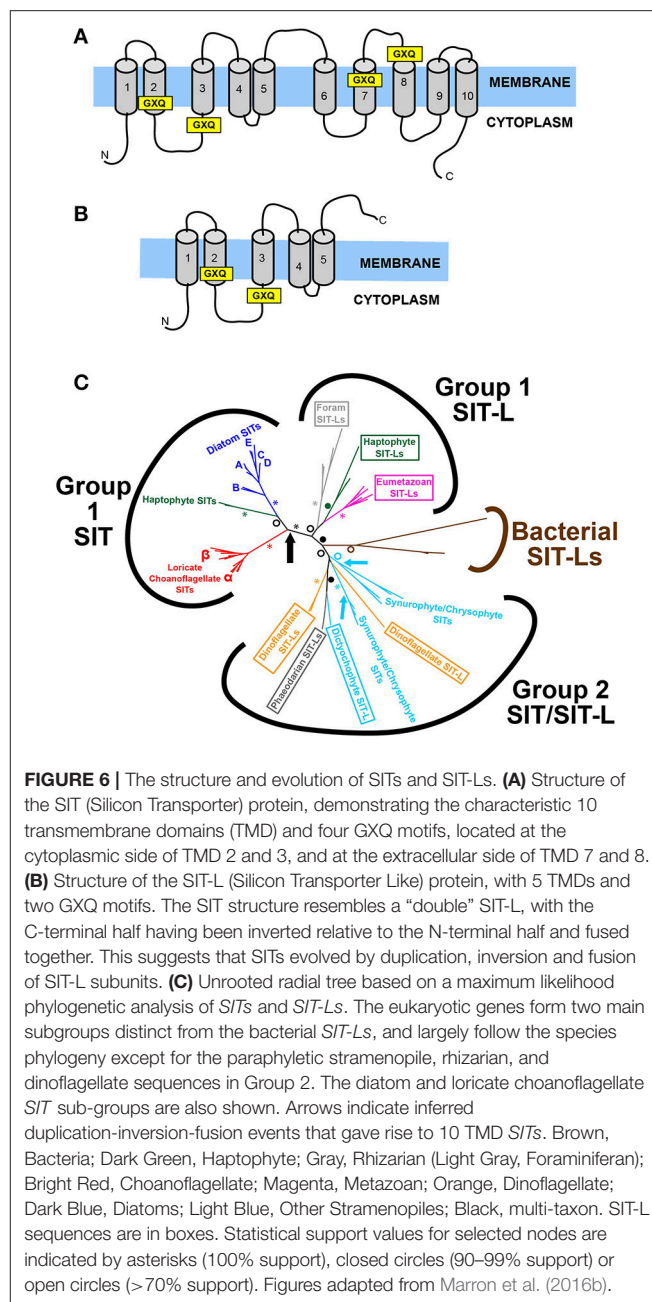 A
GXQ
GXQ
GXQ
GXQ
1
2
3
4
5
6
7
8
9
10
MEMBRANE
CYTOPLASM
N
C
B
C
GXQ
GXQ
1
2
3
4
5
MEMBRANE
CYTOPLASM
N
C
Group 1
SIT-L
Foram
SIT-Ls
Diatom SITs
E
C
D
A
B
Haptophyte
SIT-Ls
Eumetazoan
SIT-Ls
Group
1
SIT
Haptophyte SITs
*
*
*
*
*
*
β
α
Loricate
Choanoflagellate
SITs
Bacterial
SIT-Ls
Synurophyte/Chrysophyte
SITs
*
*
Dinoflagellate
SIT-Ls
Phaeodarian SIT-Ls
Dictyochophyte SIT-L
Synurophyte/Chrysophyte
SITs
Dinoflagellate SIT-L
Group 2
SIT/SIT-L
FIGURE 6 | The structure and evolution of SITs and SIT-Ls. (A) Structure of
the SIT (Silicon Transporter) protein, demonstrating the characteristic 10
transmembrane domains (TMD) and four GXQ motifs, located at the
cytoplasmic side of TMD 2 and 3, and at the extracellular side of TMD 7 and 8.
(B) Structure of the SIT-L (Silicon Transporter Like) protein, with 5 TMDs and
two GXQ motifs. The SIT structure resembles a “double” SIT-L, with the
C-terminal half having been inverted relative to the N-terminal half and fused
together. This suggests that SITs evolved by duplication, inversion and fusion
of SIT-L subunits. (C) Unrooted radial tree based on a maximum likelihood
phylogenetic analysis of SITs and SIT-Ls. The eukaryotic genes form two main
subgroups distinct from the bacterial SIT-Ls, and largely follow the species
phylogeny except for the paraphyletic stramenopile, rhizarian, and
dinoflagellate sequences in Group 2. The diatom and loricate choanoflagellate
SIT sub-groups are also shown. Arrows indicate inferred
duplication-inversion-fusion events that gave rise to 10 TMD SITs. Brown,
Bacteria; Dark Green, Haptophyte; Gray, Rhizarian (Light Gray, Foraminiferan);
Bright Red, Choanoflagellate; Magenta, Metazoan; Orange, Dinoflagellate;
Dark Blue, Diatoms; Light Blue, Other Stramenopiles; Black, multi-taxon. SIT-L
sequences are in boxes. Statistical support values for selected nodes are
indicated by asterisks (100% support), closed circles (90–99% support) or
open circles (>70% support). Figures adapted from Marron et al. (2016b).